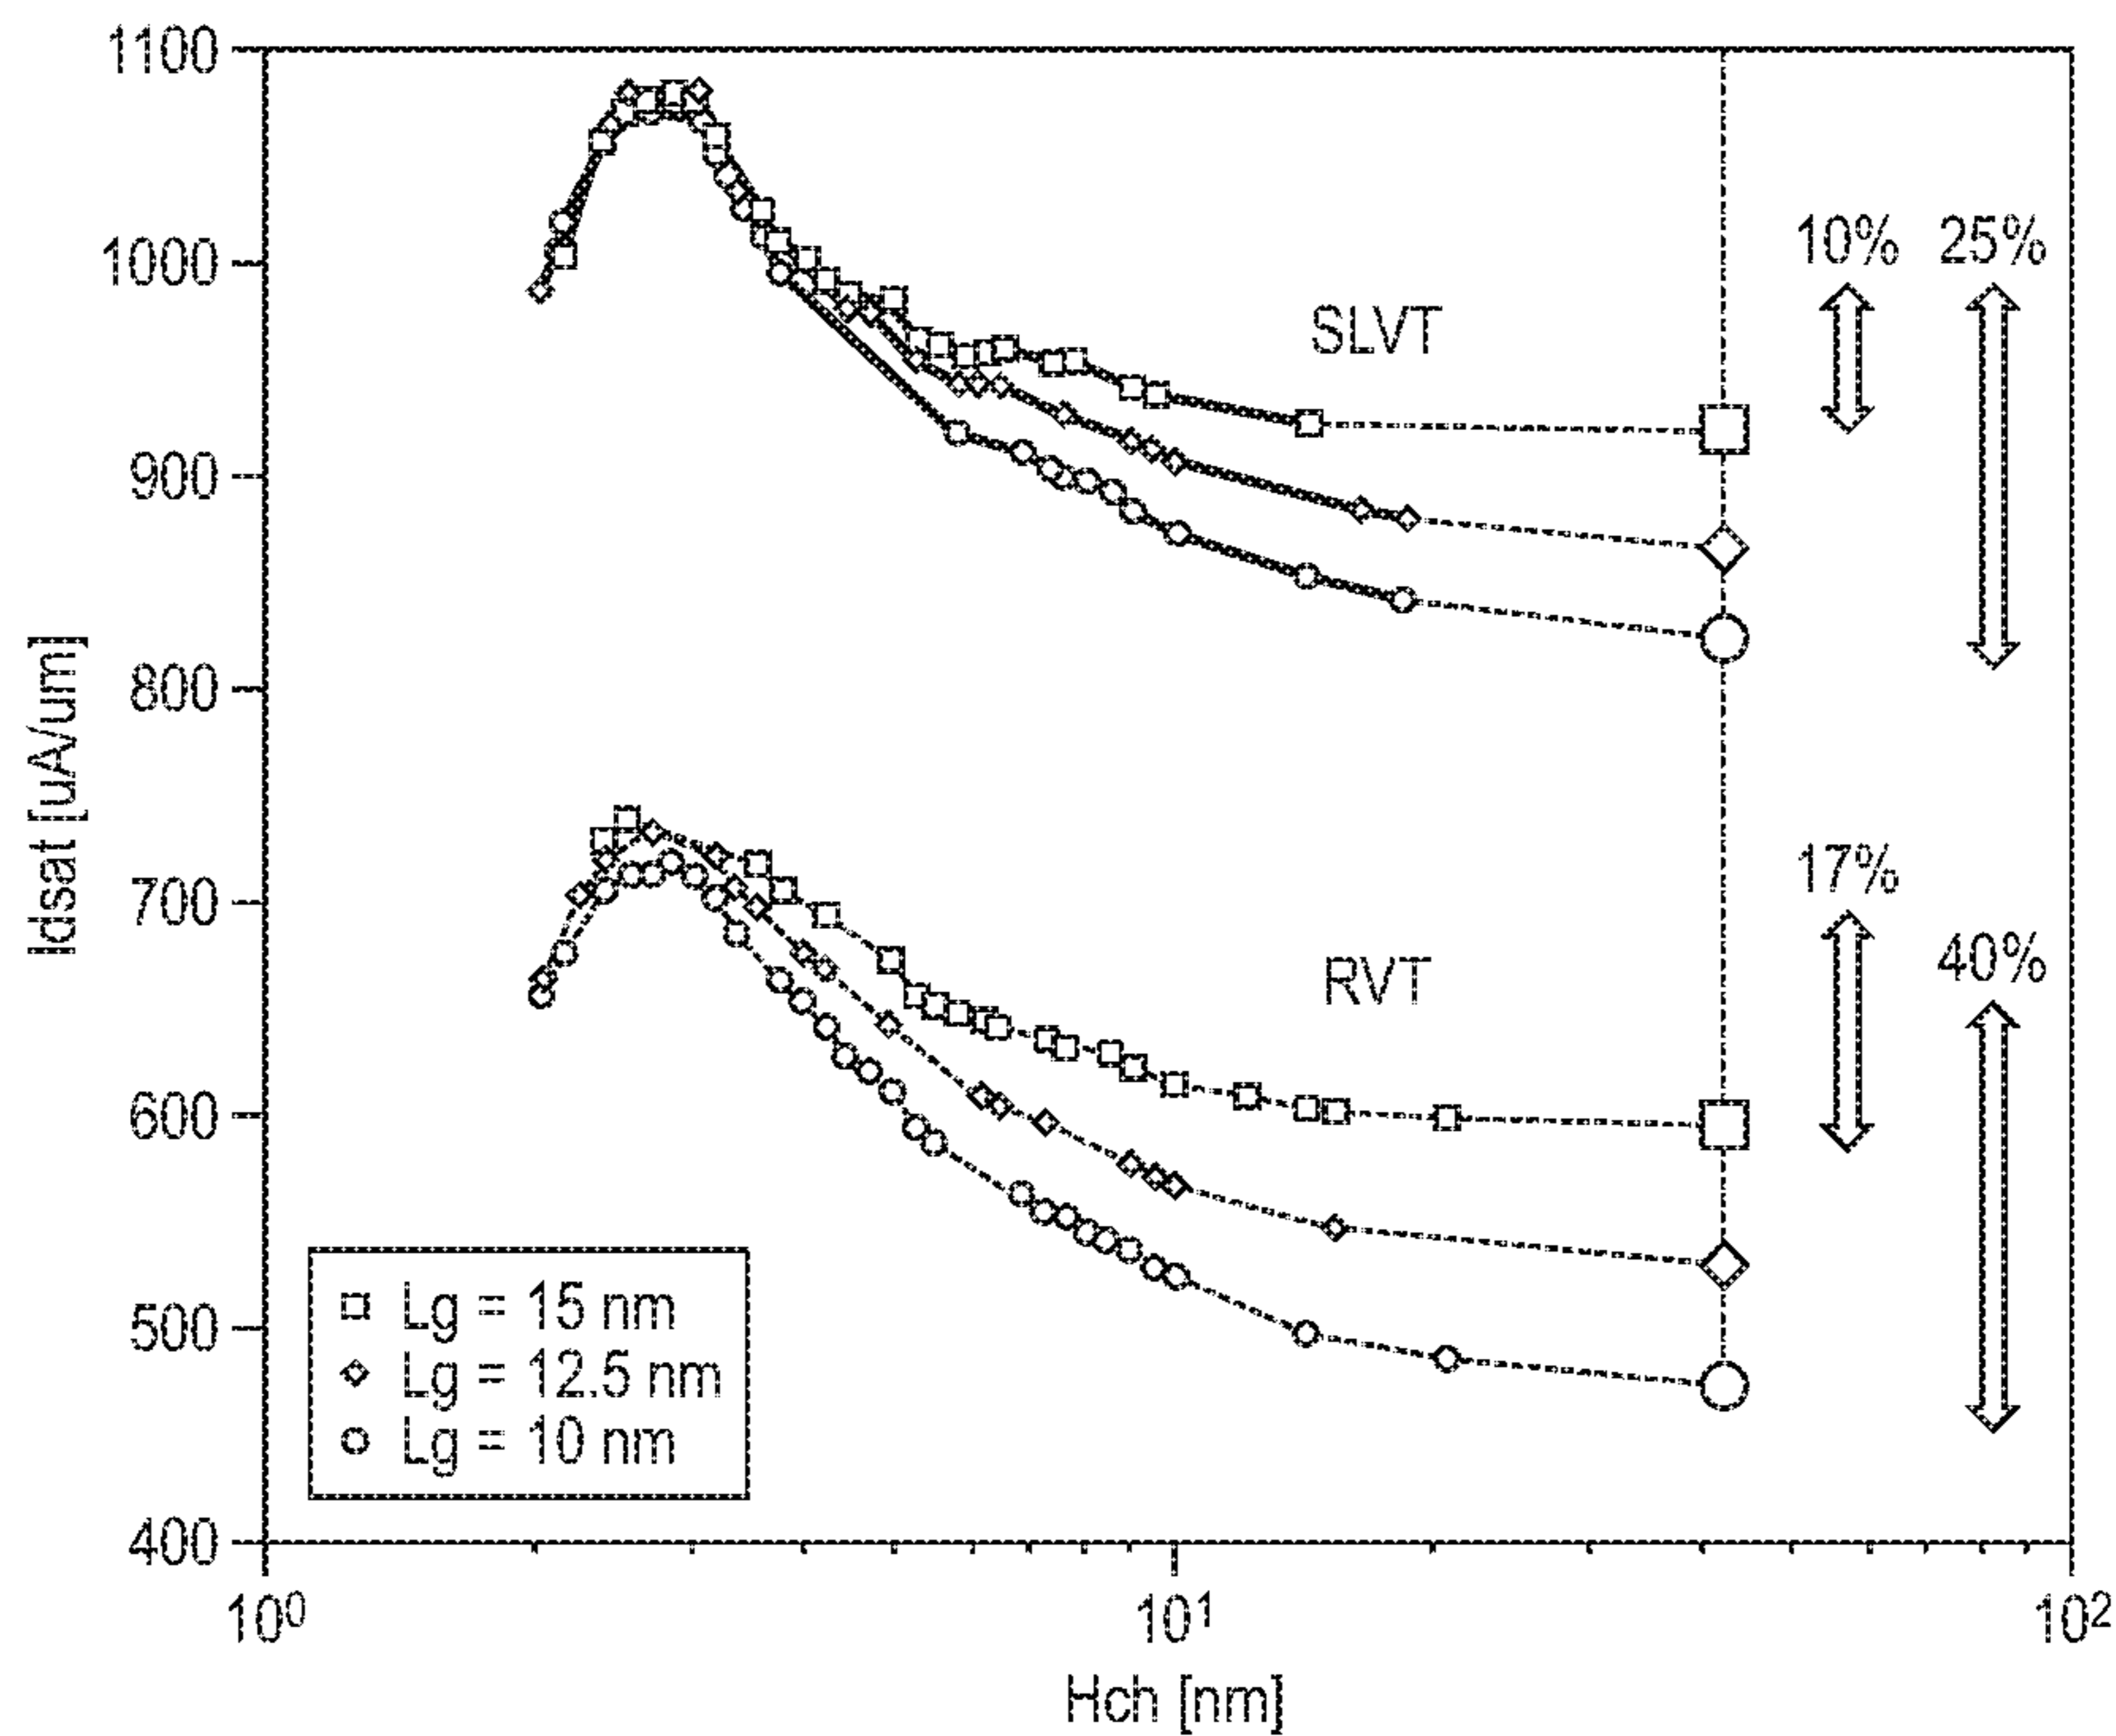 1100
1000
900
800
700
600
500
400
Idsat [uA/um]
SLVT
10%
25%
RVT
17%
40%
Lg = 15 nm
Lg = 12.5 nm
Lg = 10 nm
10⁰
10¹
10²
Hch [nm]